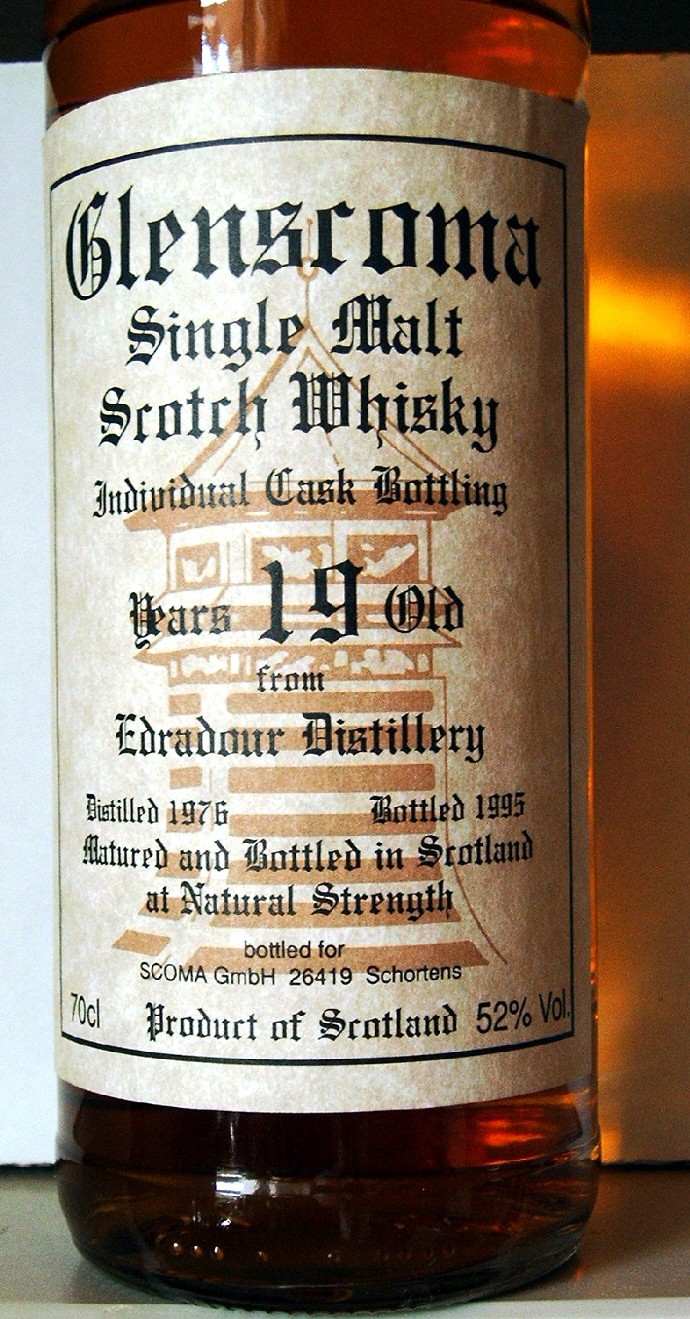 Glenscoma
Single Malt
Scotch Whisky
Individual Cask Bottling
Years 19 Old
from
Edradour Distillery
Distilled 1976 Bottled 1995
Matured and Bottled in Scotland
at Natural Strength
bottled for
SCOMA GmbH 26419 Schortens
70cl Product of Scotland 52% Vol.